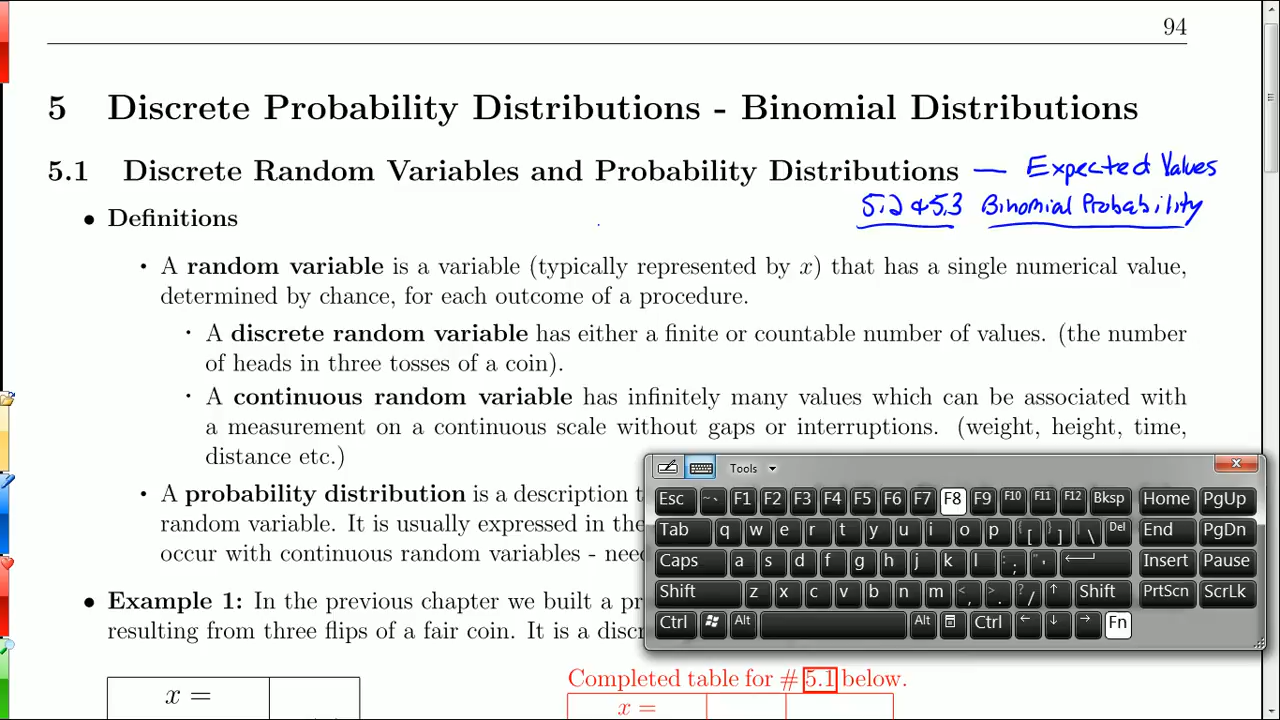 94
5 Discrete Probability Distributions - Binomial Distributions
5.1 Discrete Random Variables and Probability Distributions — Expected Values
5.2 & 5.3 Binomial Probability
• Definitions
· A random variable is a variable (typically represented by x) that has a single numerical value,
determined by chance, for each outcome of a procedure.
· A discrete random variable has either a finite or countable number of values. (the number
of heads in three tosses of a coin).
· A continuous random variable has infinitely many values which can be associated with
a measurement on a continuous scale without gaps or interruptions. (weight, height, time,
distance etc.)
· A probability distribution is a description
random variable. It is usually expressed in the
occur with continuous random variables -
• Example 1: In the previous chapter we built a
resulting from three flips of a fair coin. It is a
x =
Completed table for # 5.1 below.
x =
Tools
Esc ~ ` F1 F2 F3 F4 F5 F6 F7 F8 F9 F10 F11 F12 Bksp Home PgUp
Tab q w e r t y u i o p { [ } ] | \ Del End PgDn
Caps a s d f g h j k l : ; " ' Insert Pause
Shift z x c v b n m < , > . ? / ↑ Shift PrtScn ScrLk
Ctrl Alt Alt Ctrl ← ↓ → Fn